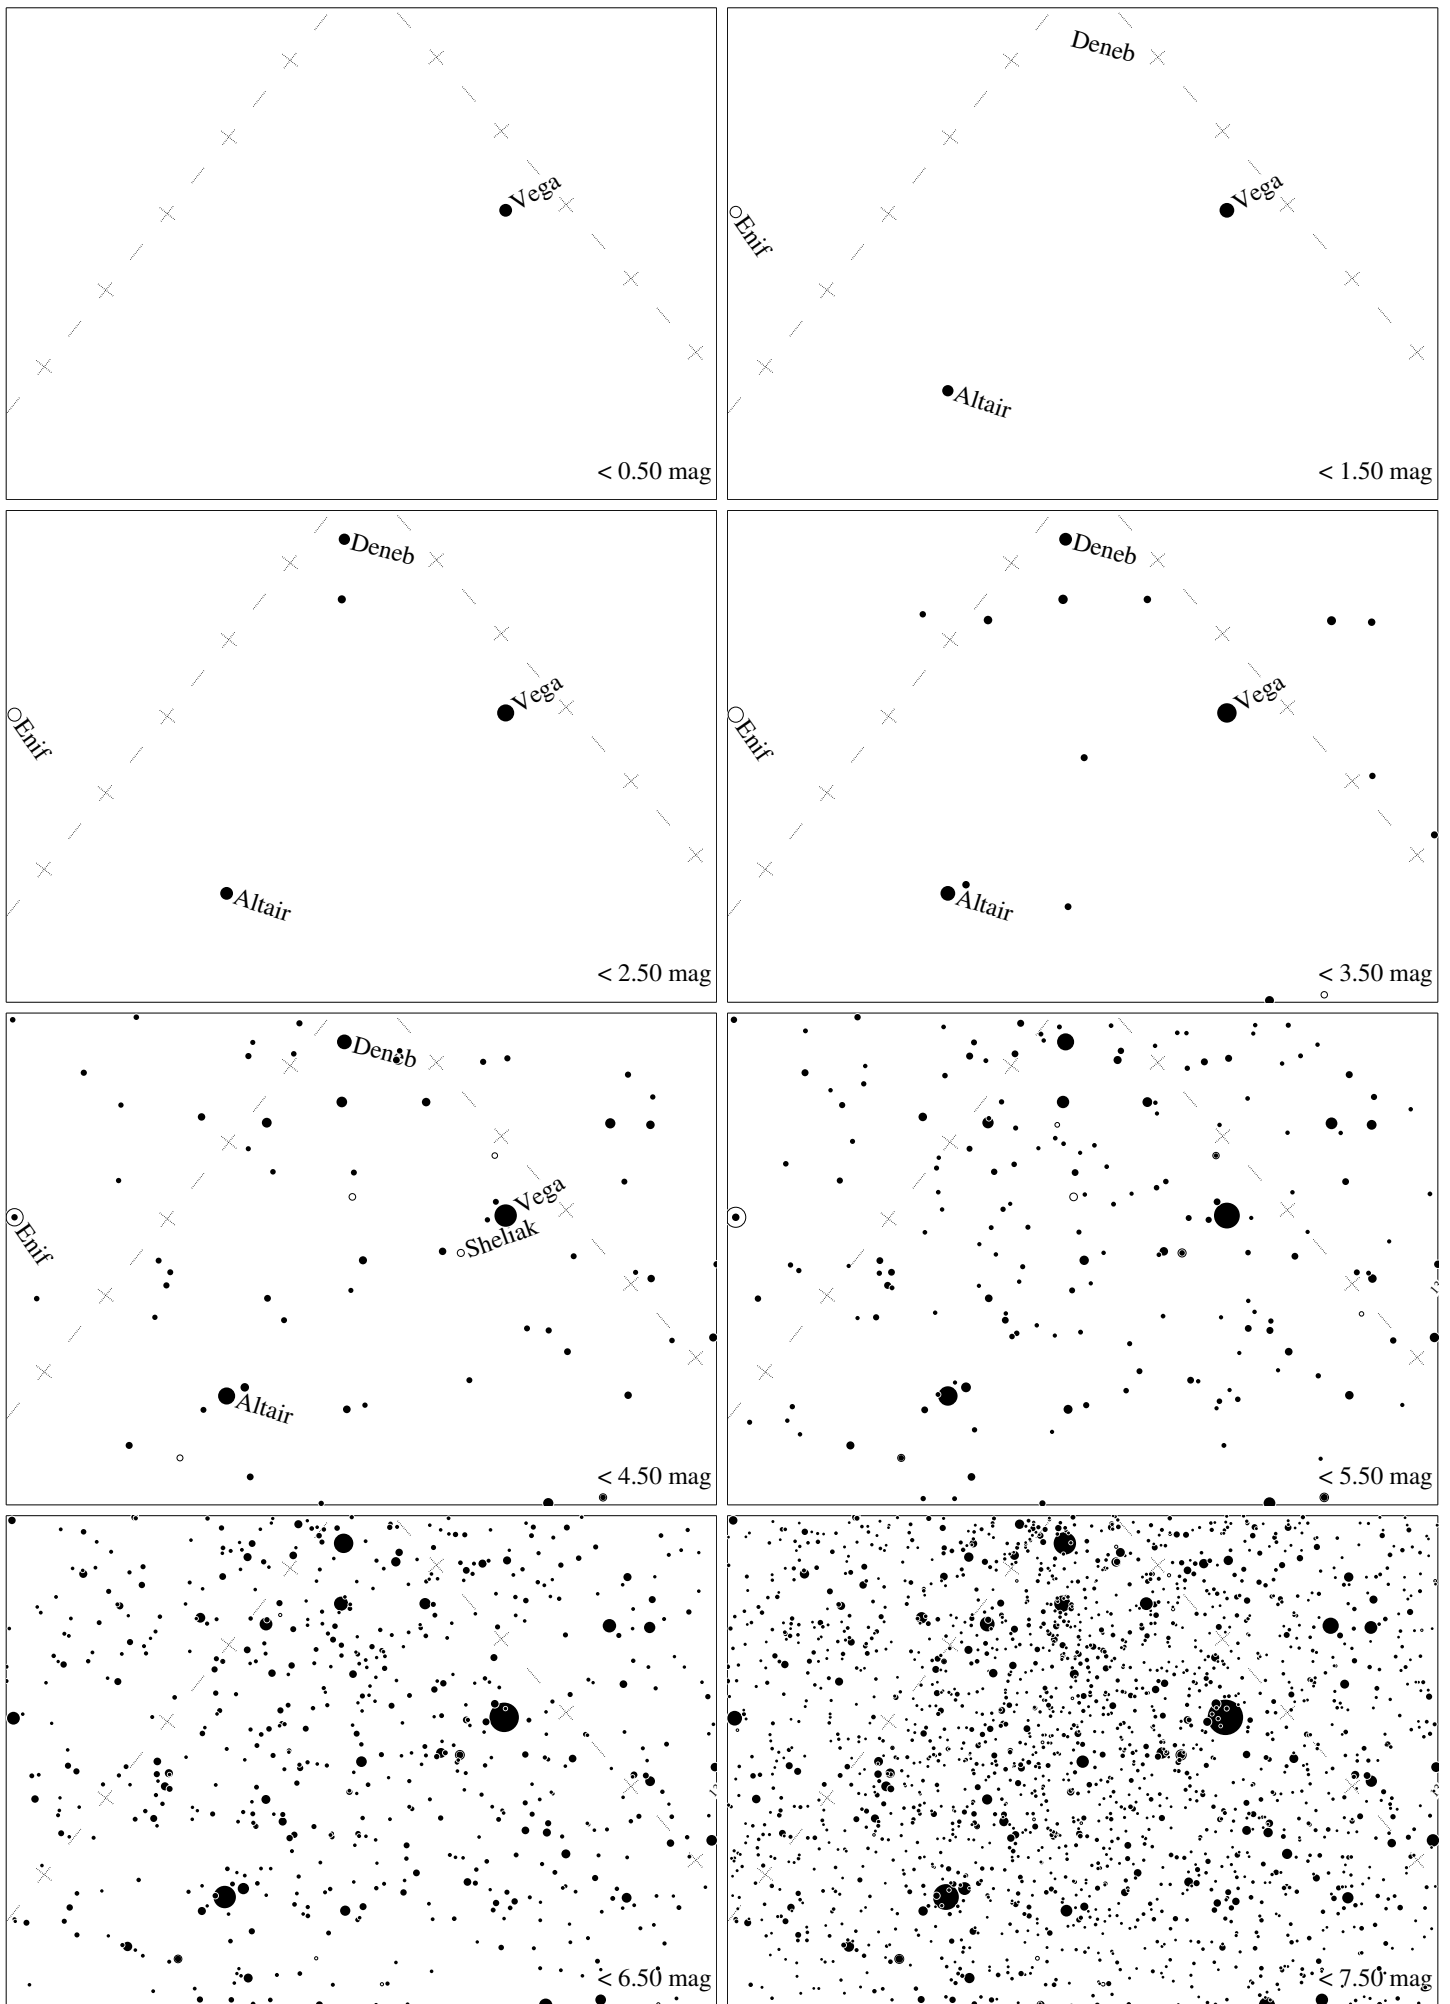 Vega
< 0.50 mag
Deneb
Vega
Enif
Altair
< 1.50 mag
Deneb
Vega
Enif
Altair
< 2.50 mag
Deneb
Vega
Enif
Altair
< 3.50 mag
Deneb
Vega
Sheliak
Enif
Altair
< 4.50 mag
< 5.50 mag
< 6.50 mag
< 7.50 mag